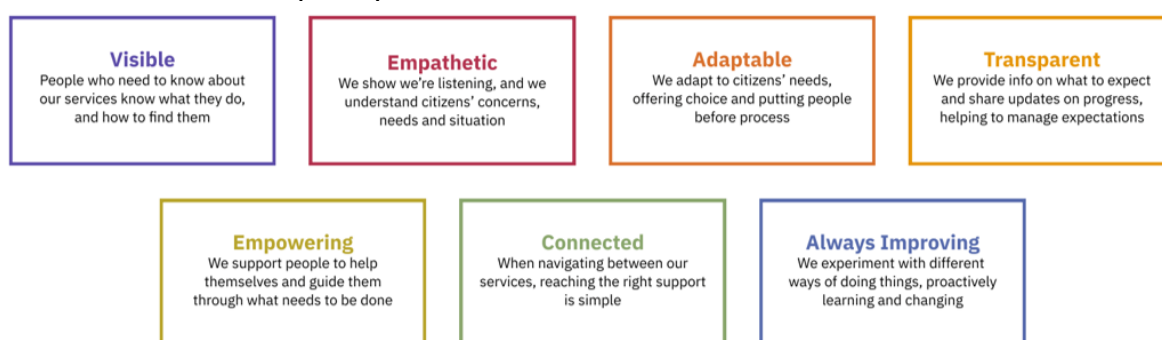 Visible
People who need to know about
our services know what they do,
and how to find them
Empathetic
We show we're listening, and we
understand citizens' concerns,
needs and situation
Adaptable
We adapt to citizens' needs,
offering choice and putting people
before process
Transparent
We provide info on what to expect
and share updates on progress,
helping to manage expectations
Empowering
We support people to help
themselves and guide them
through what needs to be done
Connected
When navigating between our
services, reaching the right support
is simple
Always Improving
We experiment with different
ways of doing things, proactively
learning and changing